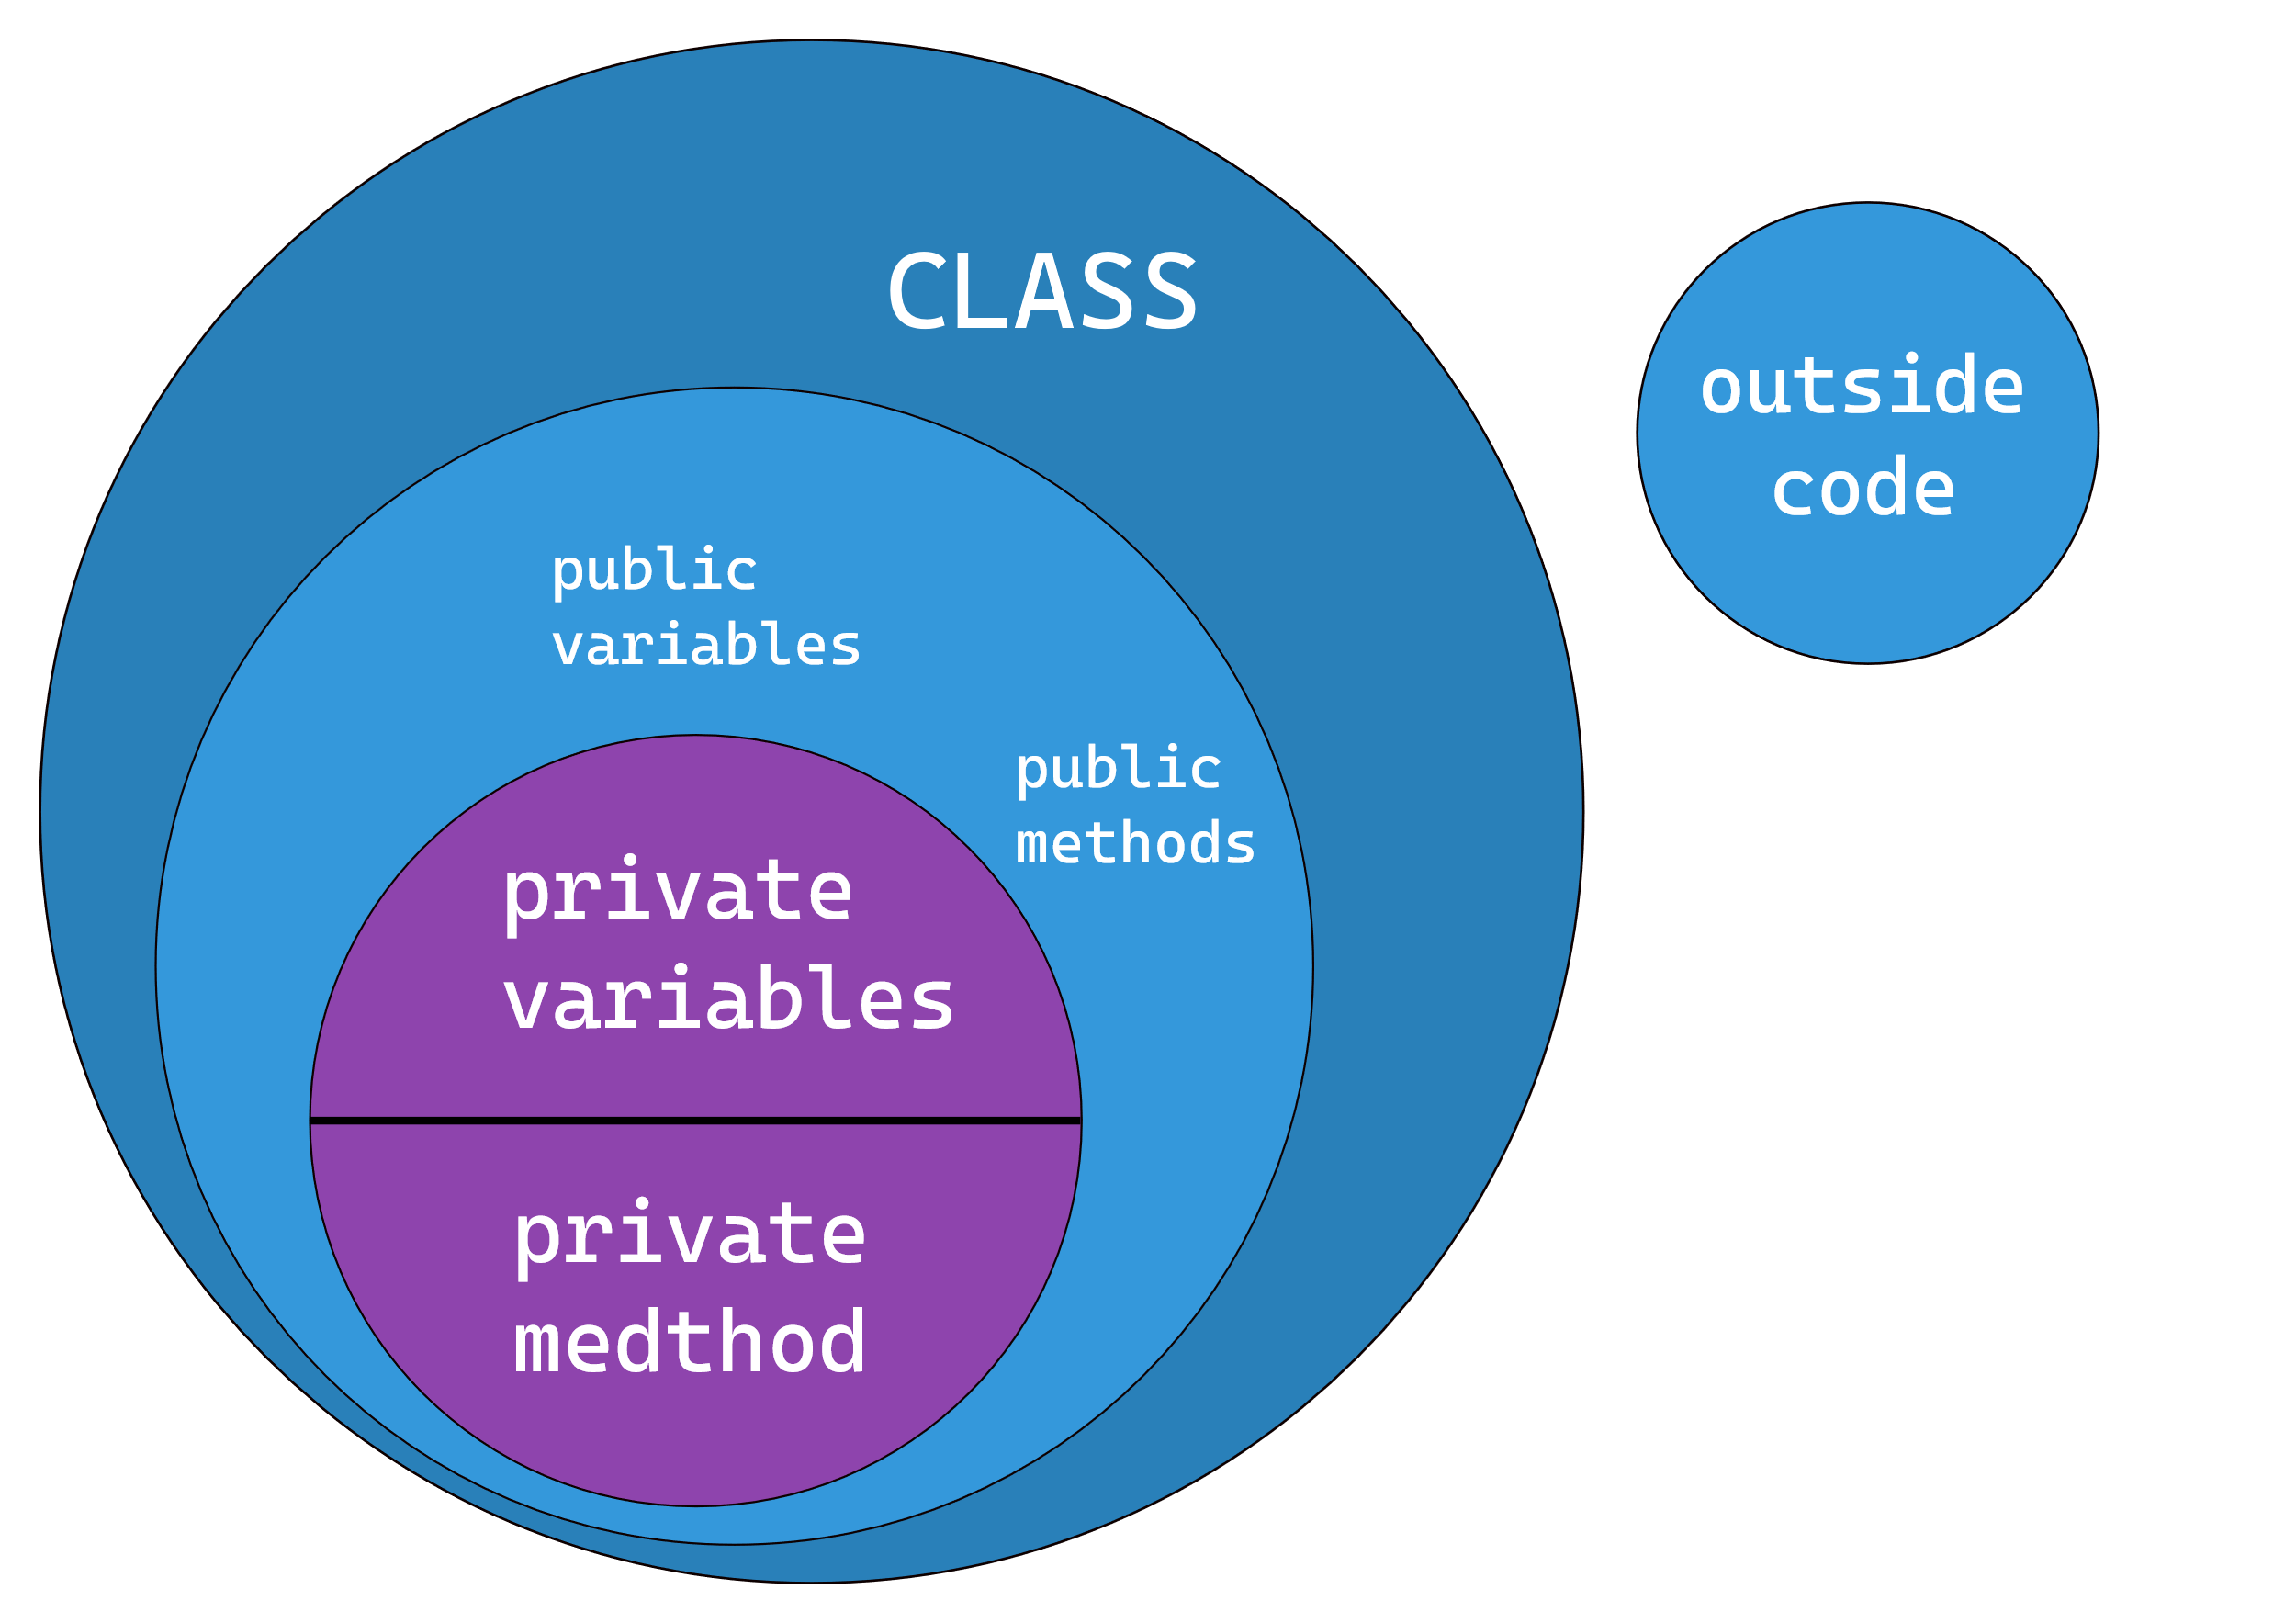 CLASS
outside
code
public
variables
public
methods
private
variables
private
medthod